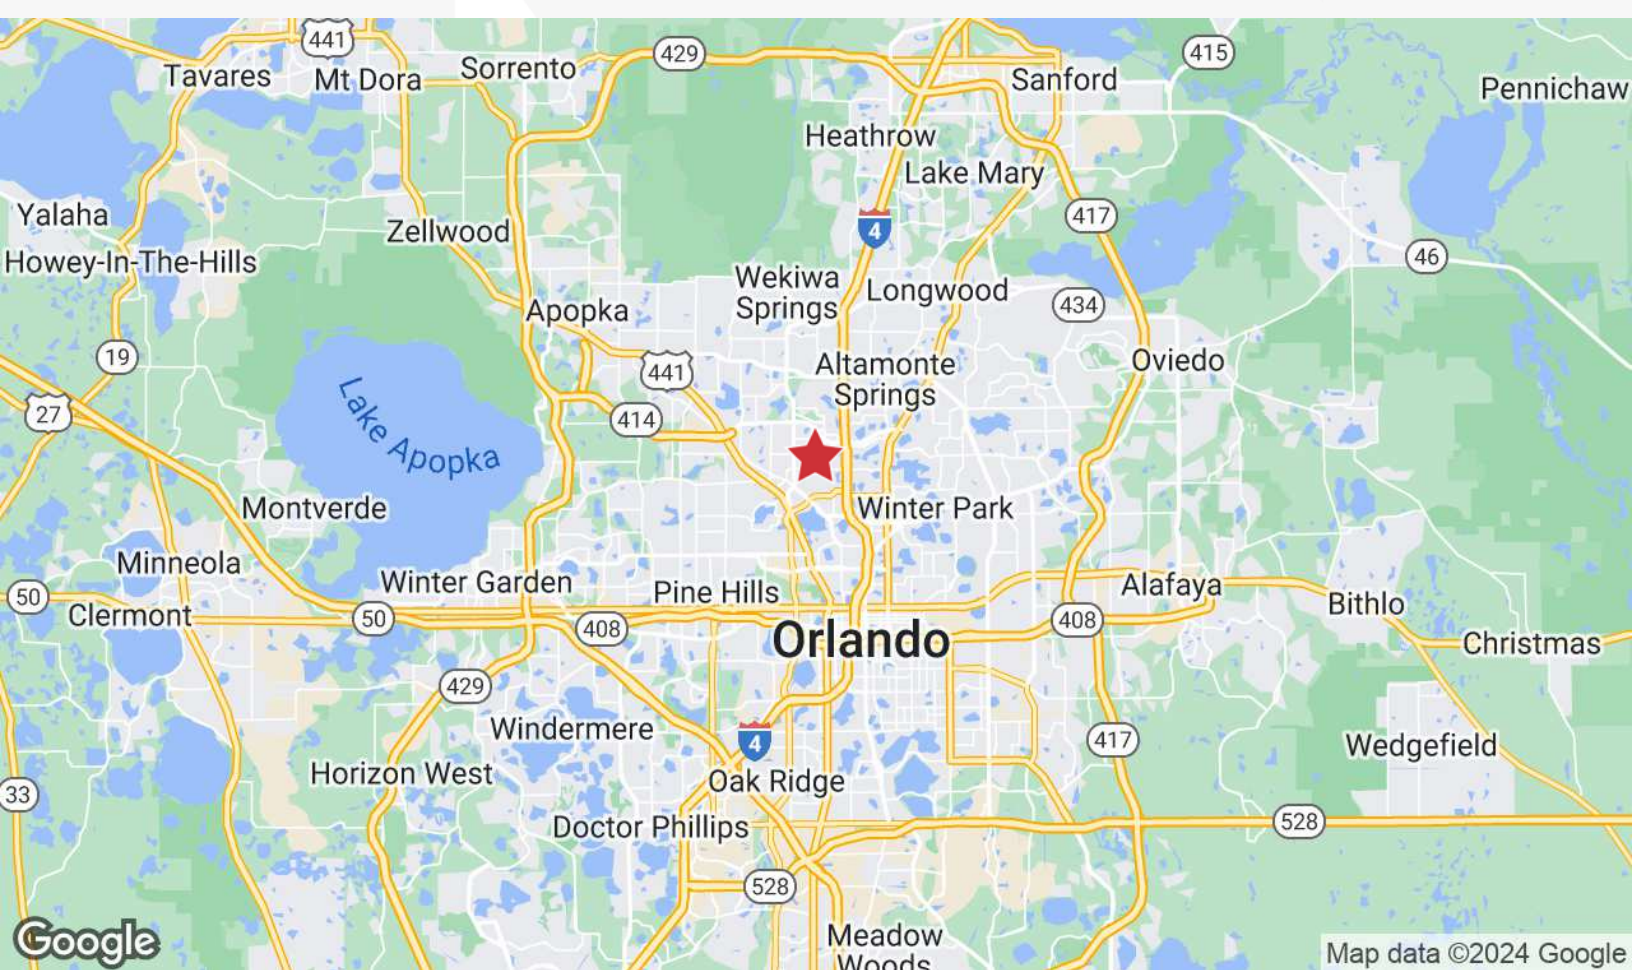 441
429
415
Tavares
Mt Dora
Sorrento
Sanford
Pennichaw
Heathrow
Lake Mary
Yalaha
417
Zellwood
4
Howey-In-The-Hills
46
Wekiwa
Springs
Longwood
434
Apopka
19
441
Altamonte
Springs
Oviedo
27
414
Lake Apopka
Montverde
Winter Park
Minneola
Winter Garden
Pine Hills
Alafaya
50
Clermont
50
408
Orlando
408
Bithlo
Christmas
429
Windermere
4
417
Wedgefield
Horizon West
Oak Ridge
33
Doctor Phillips
528
528
Meadow
Woods
Google
Map data ©2024 Google